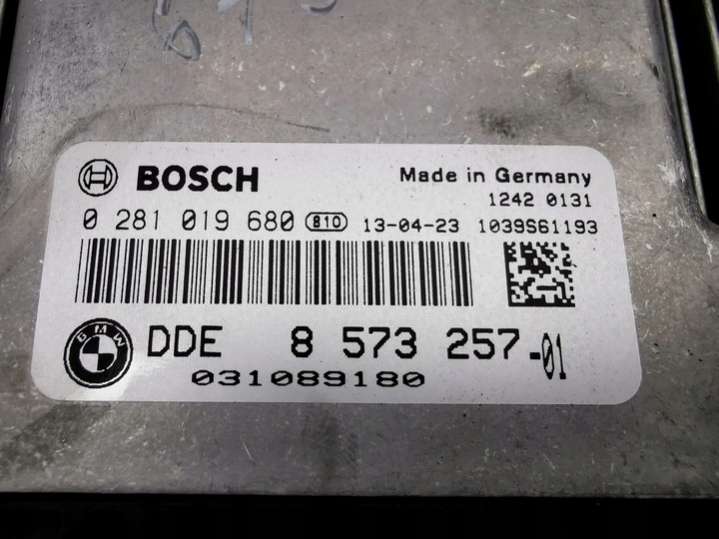 BOSCH
Made in Germany
1242 0131
0 281 019 680 810 13-04-23 1039S61193
BMW
DDE 8 573 257-01
031089180